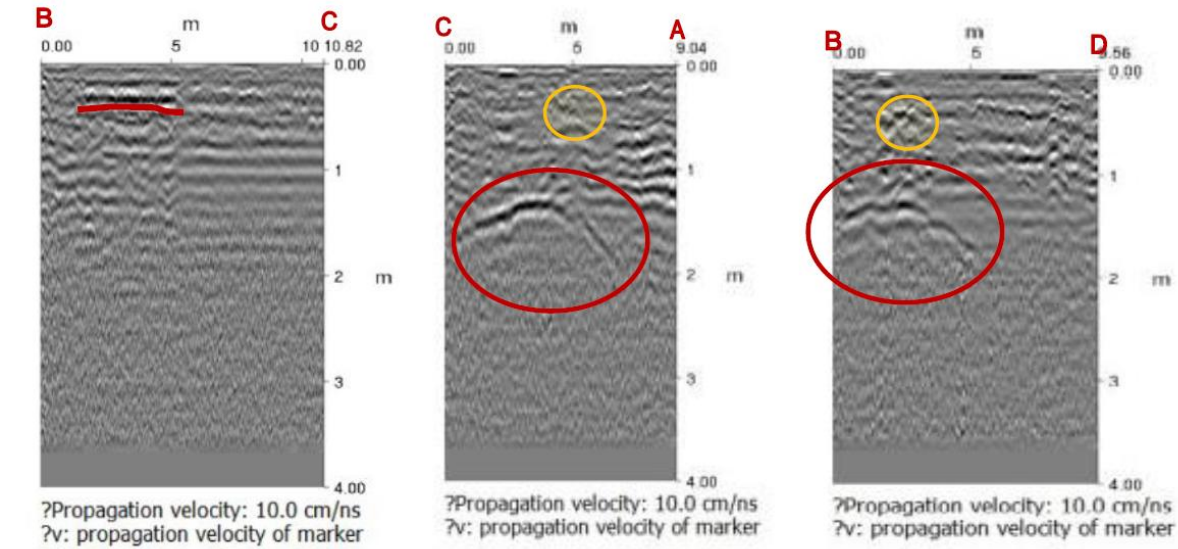 B m C
0.00 5 10 10.82
0.00
1
2 m
3
4.00
?Propagation velocity: 10.0 cm/ns
?v: propagation velocity of marker
C m A
0.00 5 9.04
0.00
1
2 m
3
4.00
?Propagation velocity: 10.0 cm/ns
?v: propagation velocity of marker
B m D
0.00 5 .56
0.00
1
2 m
3
4.00
?Propagation velocity: 10.0 cm/ns
?v: propagation velocity of marker